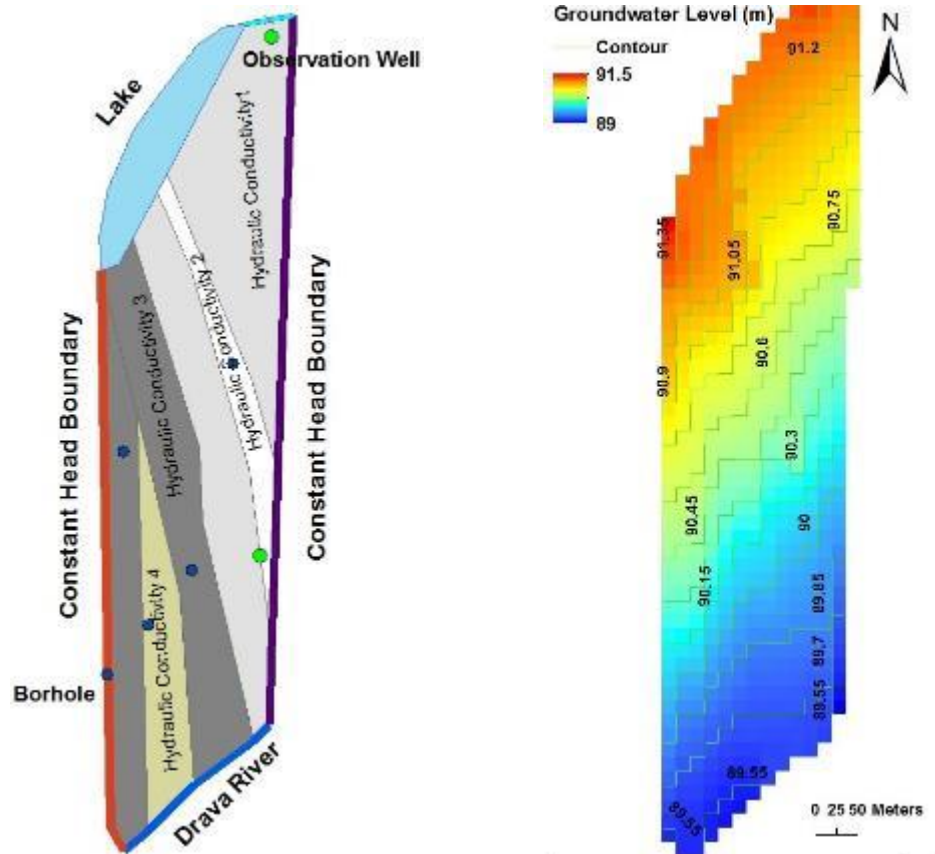 Observation Well
Lake
Hydraulic Conductivity1
Hydraulic Conductivity 2
Hydraulic Conductivity 3
Hydraulic Conductivity 4
Constant Head Boundary
Constant Head Boundary
Borhole
Drava River
Groundwater Level (m)
Contour
91.5
89
N
91.2
90.75
91.35
91.05
90.6
90.9
90.3
90.45
90
90.15
89.85
89.7
89.55
89.55
89.55
0 25 50 Meters